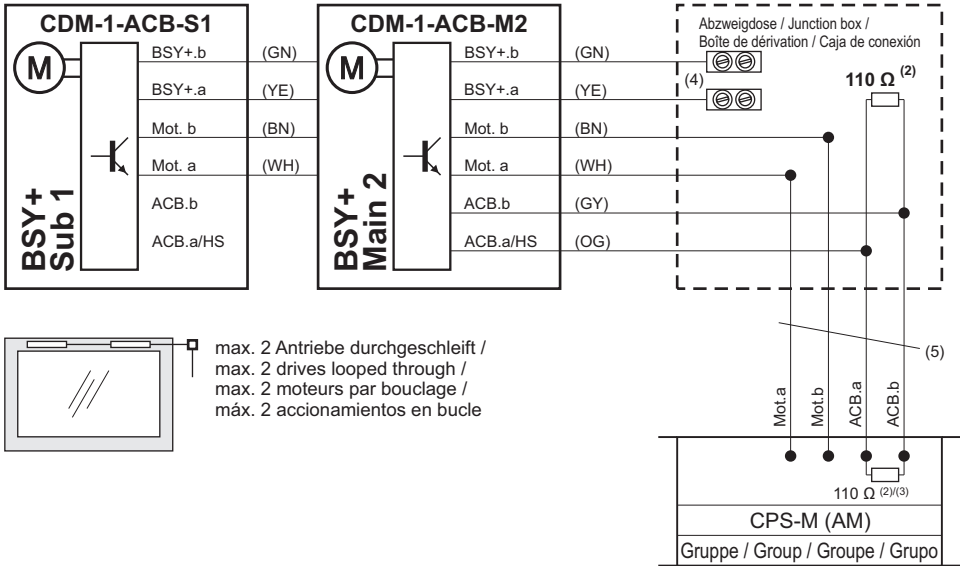 CDM-1-ACB-S1
M
BSY+
Sub 1
BSY+.b
BSY+.a
Mot. b
Mot. a
ACB.b
ACB.a/HS
(GN)
(YE)
(BN)
(WH)
CDM-1-ACB-M2
M
BSY+
Main 2
BSY+.b
BSY+.a
Mot. b
Mot. a
ACB.b
ACB.a/HS
(GN)
(YE)
(BN)
(WH)
(GY)
(OG)
Abzweigdose / Junction box /
Boîte de dérivation / Caja de conexión
(4)
110 Ω (2)
max. 2 Antriebe durchgeschleift /
max. 2 drives looped through /
max. 2 moteurs par bouclage /
máx. 2 accionamientos en bucle
(5)
Mot.a
Mot.b
ACB.a
ACB.b
110 Ω (2)/(3)
CPS-M (AM)
Gruppe / Group / Groupe / Grupo